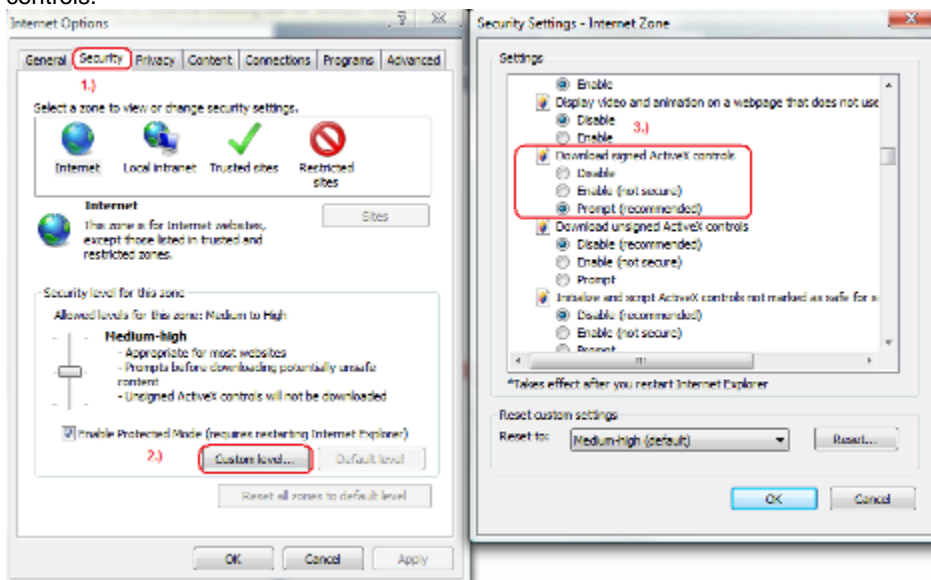 controls.
Internet Options
General Security Privacy Content Connections Programs Advanced
1.)
Select a zone to view or change security settings.
Internet Local intranet Trusted sites Restricted sites
Internet
Sites
This zone is for Internet websites,
except those listed in trusted and
restricted zones.
Security level for this zone
Allowed levels for this zone: Medium to High
Medium-high
- Appropriate for most websites
- Prompts before downloading potentially unsafe
content
- Unsigned ActiveX controls will not be downloaded
Enable Protected Mode (requires restarting Internet Explorer)
2.) Custom level... Default level
Reset all zones to default level
OK Cancel Apply
Security Settings - Internet Zone
Settings
Enable
Display video and animation on a webpage that does not use
Disable
3.)
Enable
Download signed ActiveX controls
Disable
Enable (not secure)
Prompt (recommended)
Download unsigned ActiveX controls
Disable (recommended)
Enable (not secure)
Prompt
Initialize and script ActiveX controls not marked as safe for s
Disable (recommended)
Enable (not secure)
Prompt
*Takes effect after you restart Internet Explorer
Reset custom settings
Reset to: Medium-high (default) Reset...
OK Cancel